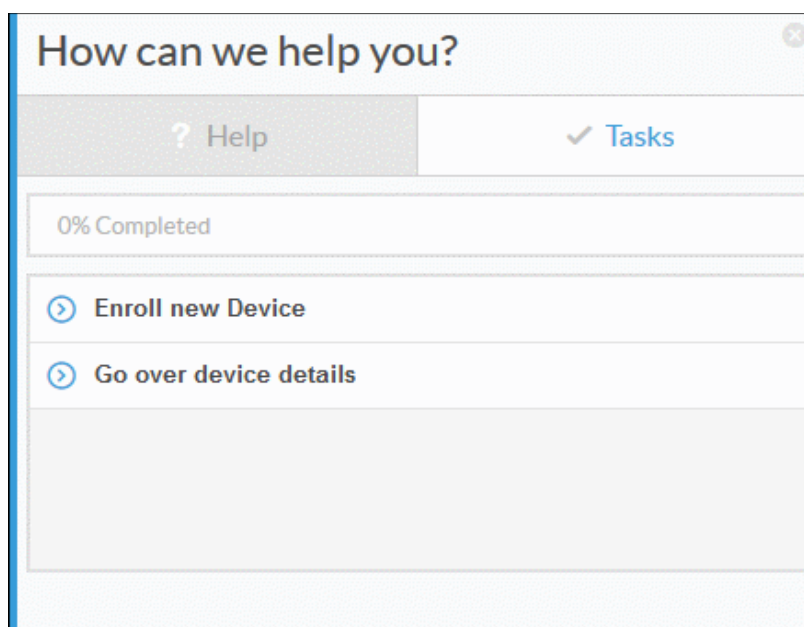 How can we help you?
? Help
Tasks
0% Completed
Enroll new Device
Go over device details